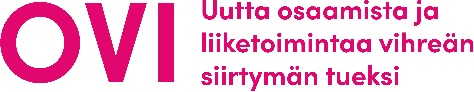 OVI
Uutta osaamista ja
liiketoimintaa vihreän
siirtymän tueksi